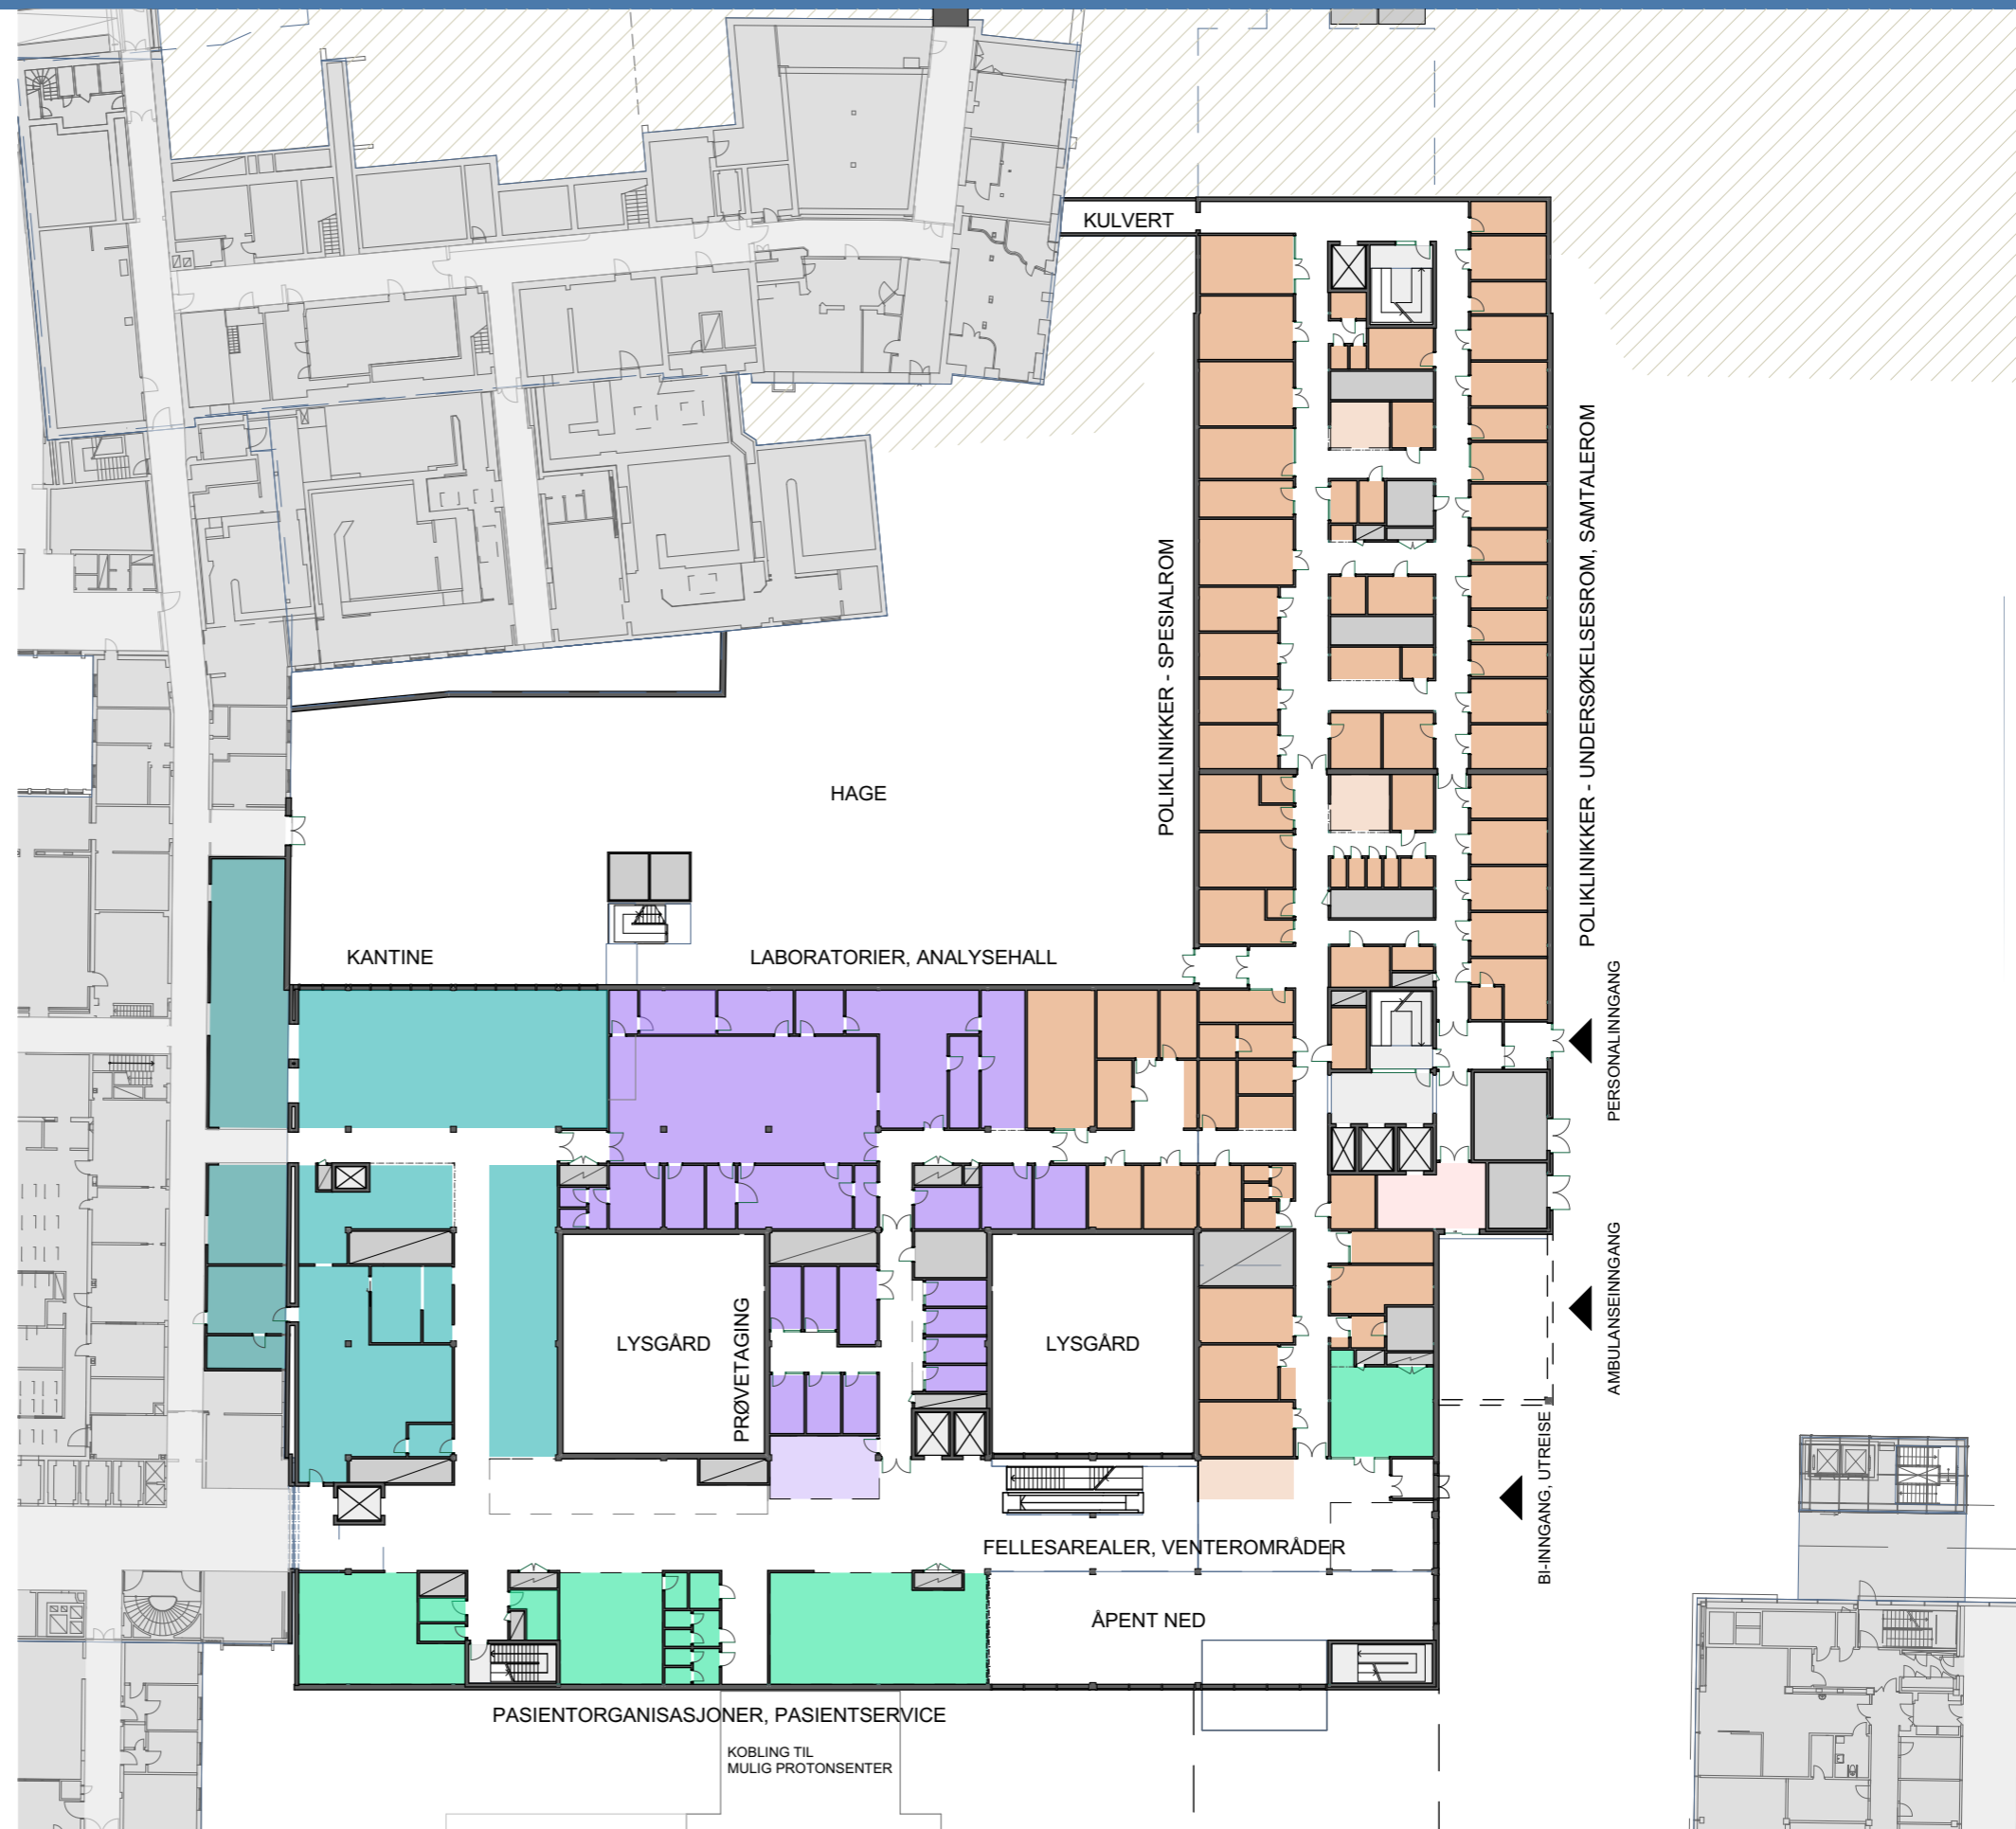 KULVERT
POLIKLINIKKER - SPESIALROM
POLIKLINIKER - UNDERSØKELSESROM, SAMTALEROM
HAGE
KANTINE
LABORATORIER, ANALYSEHALL
PERSONALINNGANG
LYSGÅRD
PRØVETAGING
LYSGÅRD
AMBULANSEINNGANG
BI-INNGANG, UTREISE
FELLESAREALER, VENTEROMRÅDER
ÅPENT NED
PASIENTORGANISASJONER, PASIENTSERVICE
KOBLING TIL
MULIG PROTONSENTER